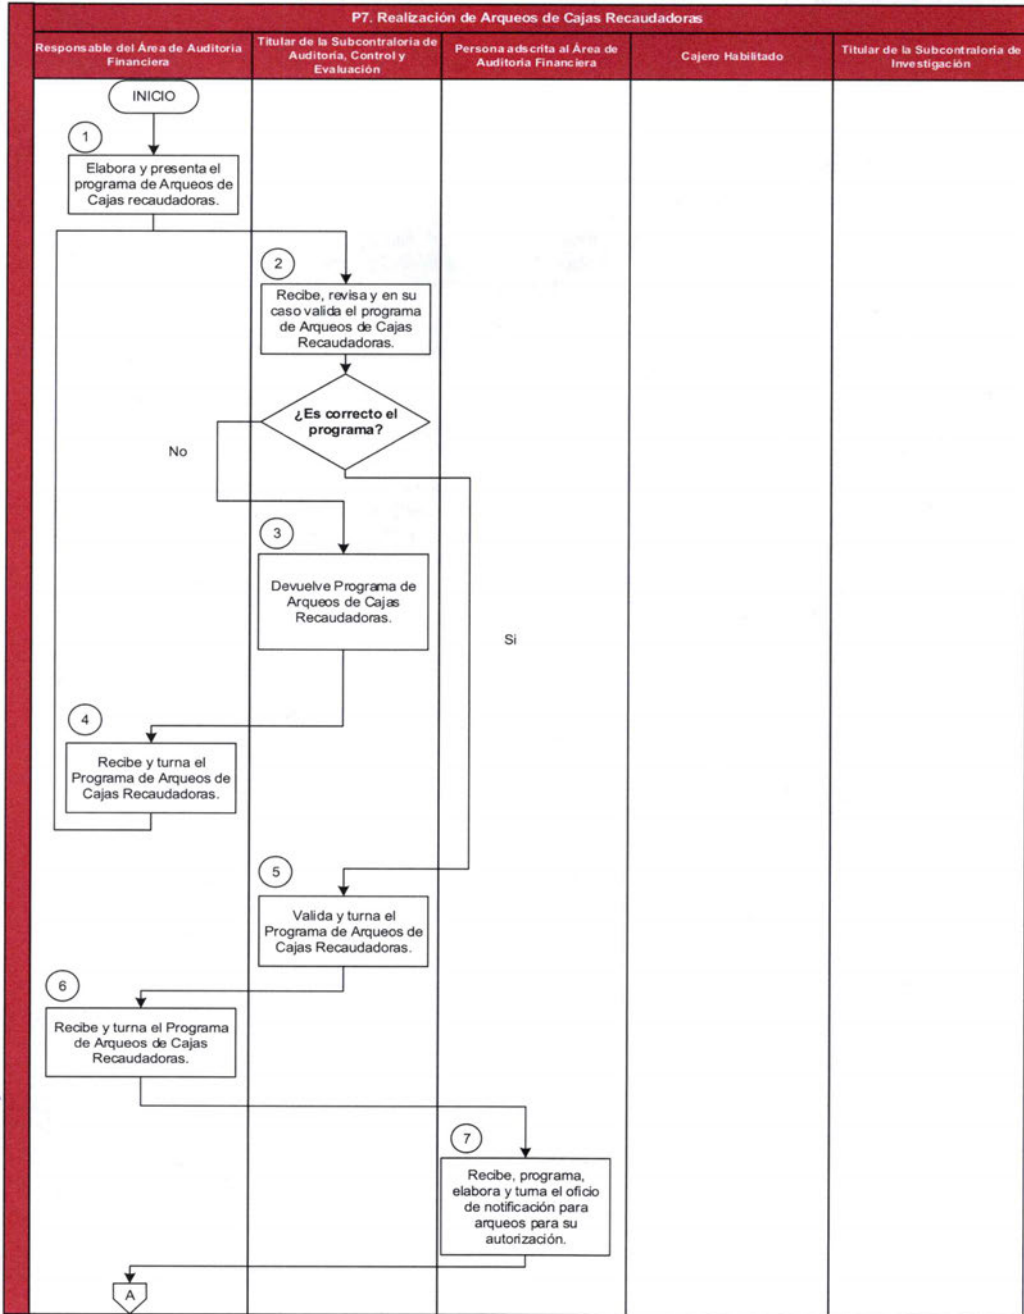 P7. Realización de Arqueos de Cajas Recaudadoras
Responsable del Área de Auditoria
Financiera
Titular de la Subcontraloría de
Auditoría, Control y
Evaluación
Persona adscrita al Área de
Auditoria Financiera
Cajero Habilitado
Titular de la Subcontraloría de
Investigación
INICIO
1
Elabora y presenta el
programa de Arqueos de
Cajas recaudadoras.
2
Recibe, revisa y en su
caso valida el programa
de Arqueos de Cajas
Recaudadoras.
¿Es correcto el
programa?
No
3
Devuelve Programa de
Arqueos de Cajas
Recaudadoras.
Si
4
Recibe y turna el
Programa de Arqueos de
Cajas Recaudadoras.
5
Valida y turna el
Programa de Arqueos de
Cajas Recaudadoras.
6
Recibe y turna el Programa
de Arqueos de Cajas
Recaudadoras.
7
Recibe, programa,
elabora y turna el oficio
de notificación para
arqueos para su
autorización.
A